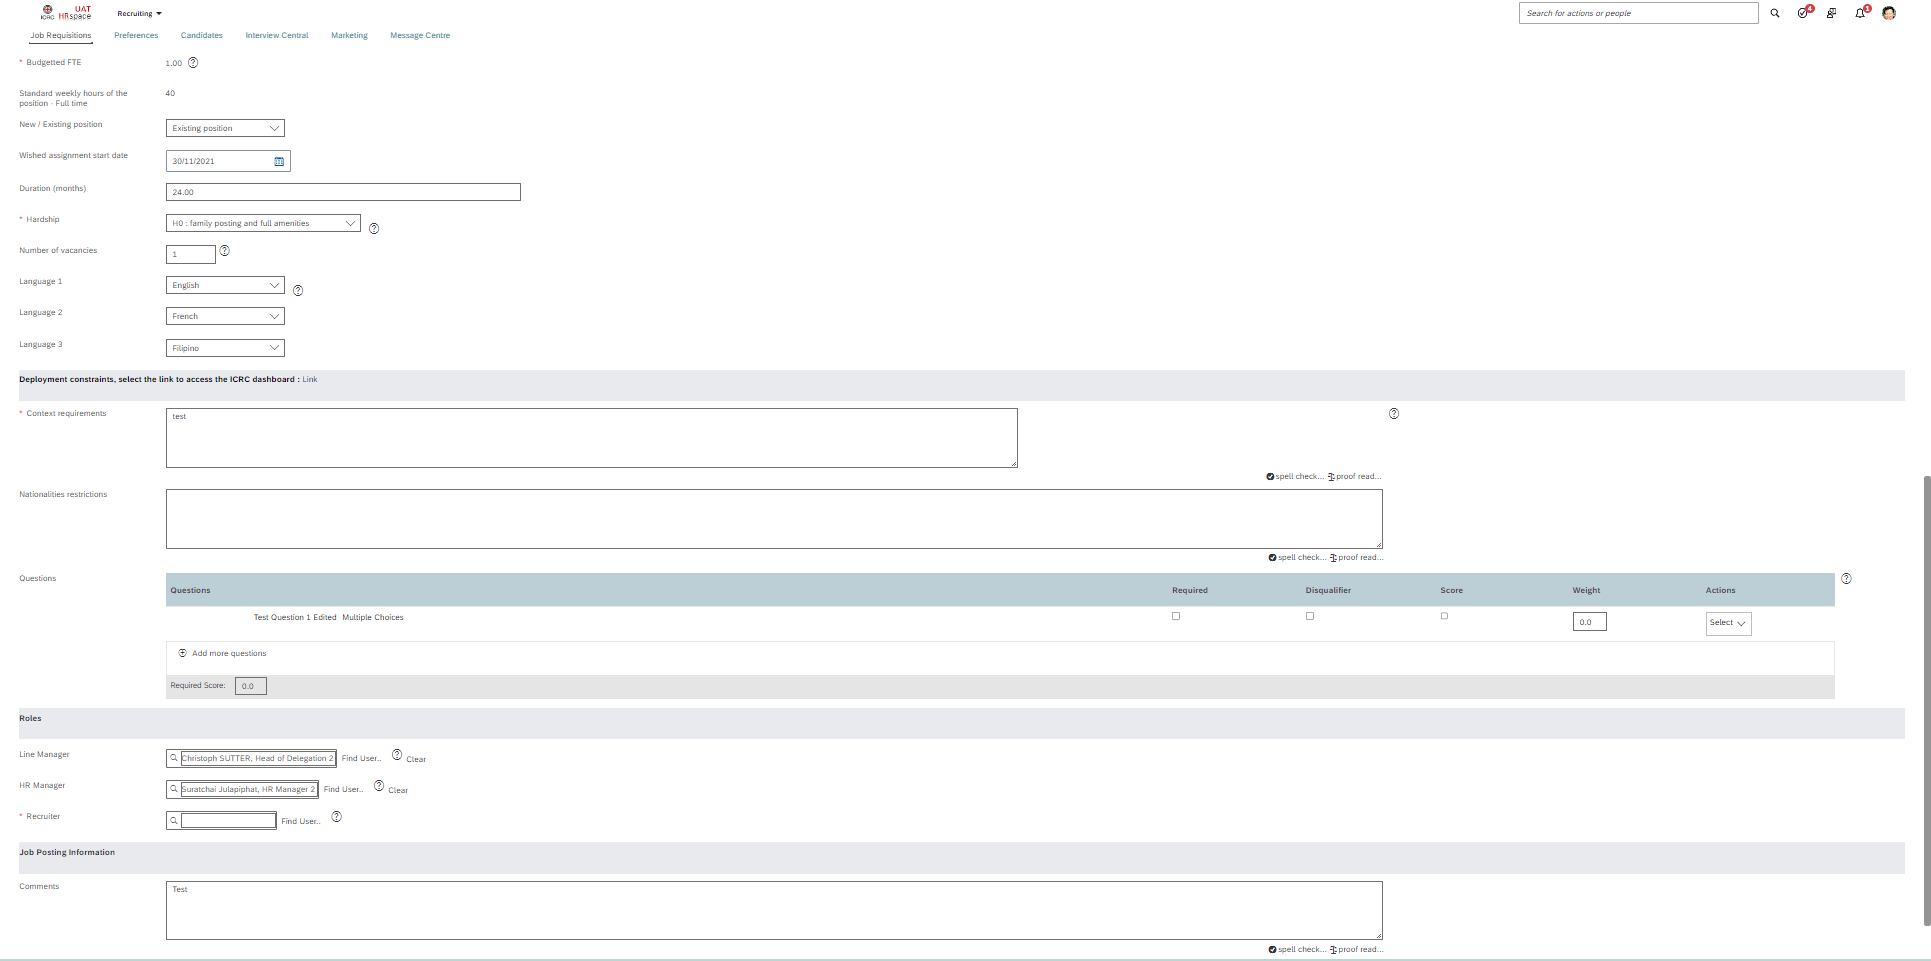 ICRC UAT HRspace Recruiting Search for actions or people 4 1
Job Requisitions Preferences Candidates Interview Central Marketing Message Centre
* Budgetted FTE 1.00
Standard weekly hours of the position - Full time 40
New / Existing position Existing position
Wished assignment start date 30/11/2021
Duration (months) 24.00
* Hardship H0 : family posting and full amenities
Number of vacancies 1
Language 1 English
Language 2 French
Language 3 Filipino
Deployment constraints, select the link to access the ICRC dashboard : Link
* Context requirements test
spell check... proof read...
Nationalities restrictions
spell check... proof read...
Questions
Questions Required Disqualifier Score Weight Actions
Test Question 1 Edited Multiple Choices 0.0 Select
Add more questions
Required Score: 0.0
Roles
Line Manager Christoph SUTTER, Head of Delegation 2 Find User.. Clear
HR Manager Suratchai Julapiphat, HR Manager 2 Find User.. Clear
* Recruiter Find User..
Job Posting Information
Comments Test
spell check... proof read...